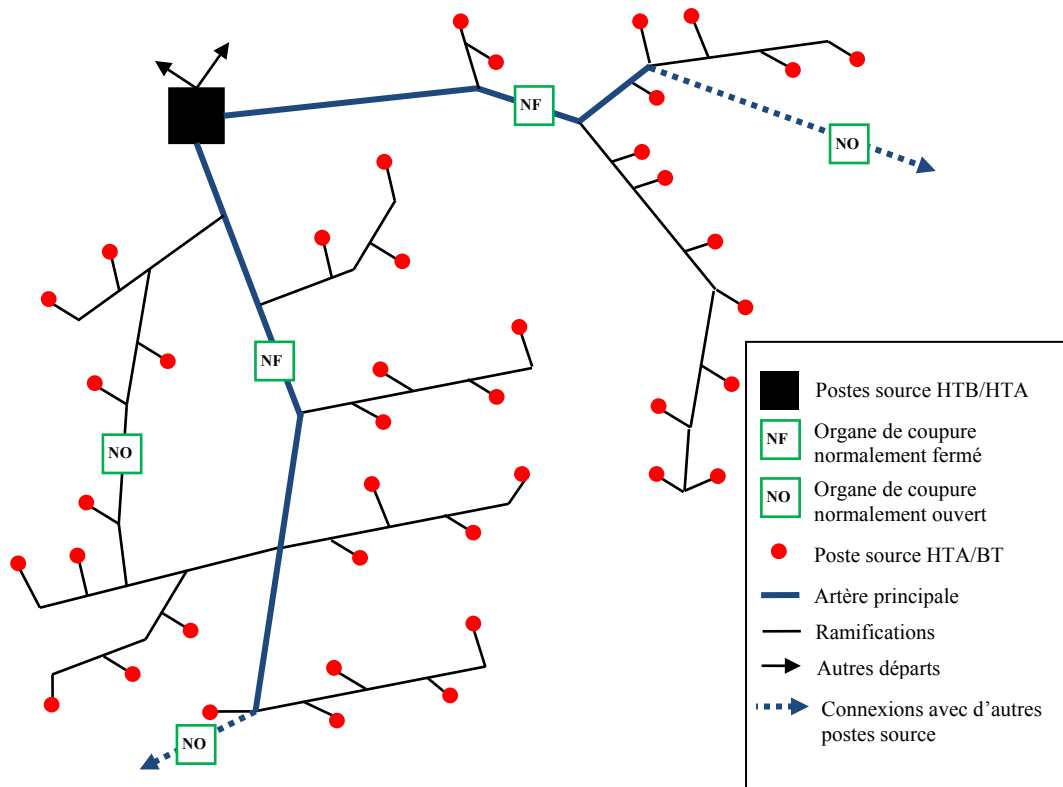 NF
NO
NF
NO
NO
Postes source HTB/HTA
NF
Organe de coupure
normalement fermé
NO
Organe de coupure
normalement ouvert
Poste source HTA/BT
Artère principale
Ramifications
Autres départs
Connexions avec d'autres
postes source